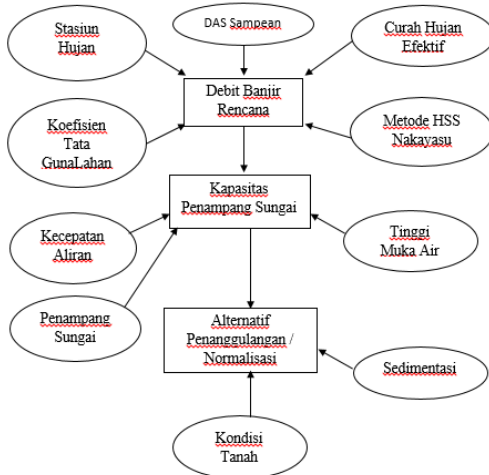 DAS Sampean
Stasiun
Hujan
Curah Hujan
Efektif
Debit Banjir
Rencana
Koefisien
Tata
GunaLahan
Metode HSS
Nakayasu
Kapasitas
Penampang Sungai
Kecepatan
Aliran
Tinggi
Muka Air
Penampang
Sungai
Alternatif
Penanggulangan /
Normalisasi
Sedimentasi
Kondisi
Tanah